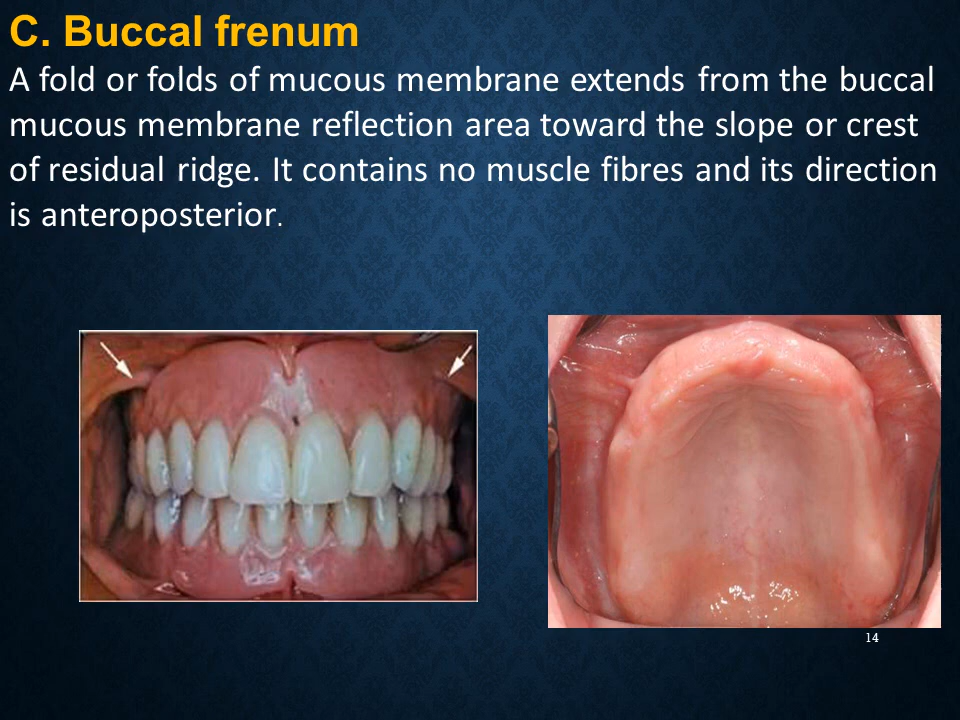 C. Buccal frenum
A fold or folds of mucous membrane extends from the buccal
mucous membrane reflection area toward the slope or crest
of residual ridge. It contains no muscle fibres and its direction
is anteroposterior.
14